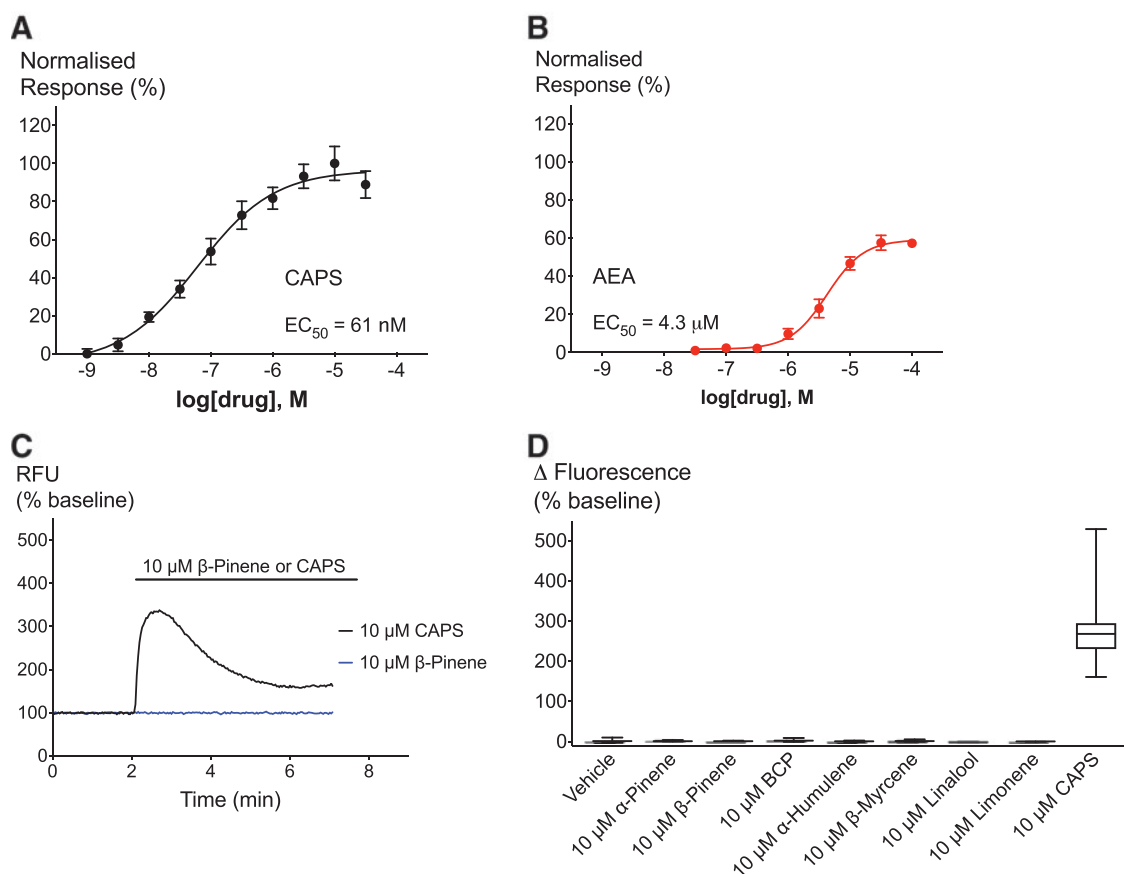 A
Normalised
Response (%)
120
100
80
60
40
20
0
-9 -8 -7 -6 -5 -4
log[drug], M
CAPS
EC50 = 61 nM
B
Normalised
Response (%)
120
100
80
60
40
20
0
-9 -8 -7 -6 -5 -4
log[drug], M
AEA
EC50 = 4.3 μM
C
RFU
(% baseline)
500
400
300
200
100
0
0 2 4 6 8
Time (min)
10 µM β-Pinene or CAPS
10 µM CAPS
10 µM β-Pinene
D
Δ Fluorescence
(% baseline)
500
400
300
200
100
0
Vehicle
10 µM α-Pinene
10 µM β-Pinene
10 µM BCP
10 µM α-Humulene
10 µM β-Myrcene
10 µM Linalool
10 µM Limonene
10 µM CAPS